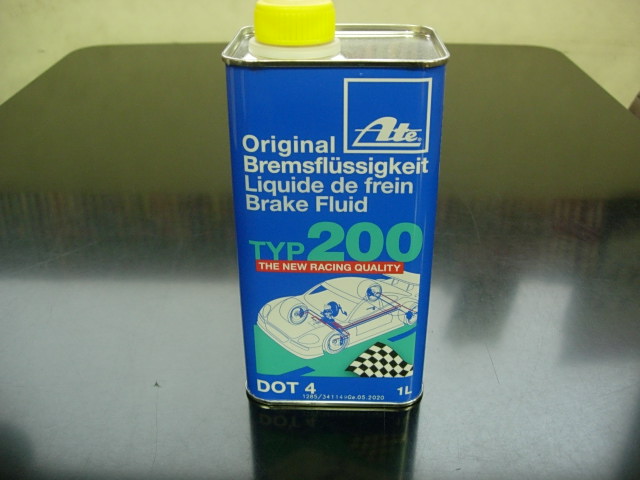 Ate
Original
Bremsflüssigkeit
Liquide de frein
Brake Fluid
TYP 200
THE NEW RACING QUALITY
DOT 4
1L